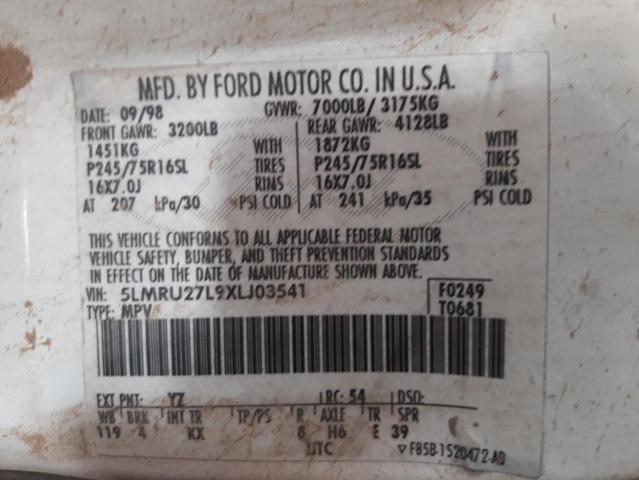 MFD. BY FORD MOTOR CO. IN U.S.A.
DATE: 09/98 GVWR: 7000LB/ 3175KG
FRONT GAWR: 3200LB REAR GAWR: 4128LB
1451KG WITH 1872KG WITH
P245/75R16SL TIRES P245/75R16SL TIRES
16X7.0J RIMS 16X7.0J RIMS
AT 207 kPa/30 PSI COLD AT 241 kPa/35 PSI COLD
THIS VEHICLE CONFORMS TO ALL APPLICABLE FEDERAL MOTOR
VEHICLE SAFETY, BUMPER, AND THEFT PREVENTION STANDARDS
IN EFFECT ON THE DATE OF MANUFACTURE SHOWN ABOVE.
VIN: 5LMRU27L9XLJ03541 F0249
TYPE: MPV T0681
EXT PNT: YZ RC: 54 DSO:
WB BRK INT TR TP/PS R AXLE TR SPR
119 4 KX 8 H6 E 39
UTC ▽ F85B-1520472-AB